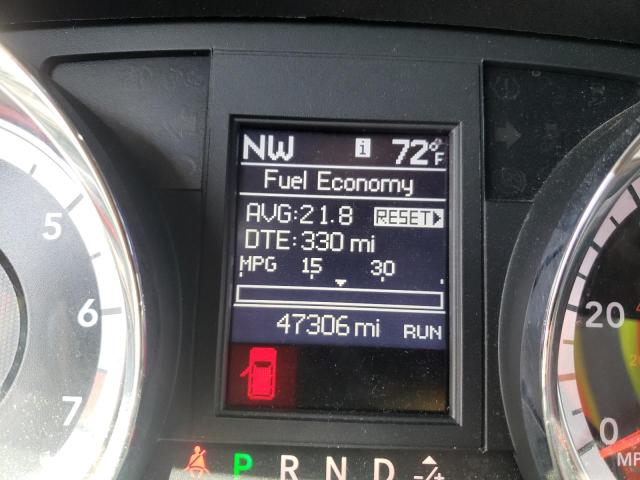 NW i 72°F
Fuel Economy
AVG:21.8 RESET
DTE:330 mi
MPG 15 30
47306 mi RUN
5
6
7
20
0
MP
P R N D -/+